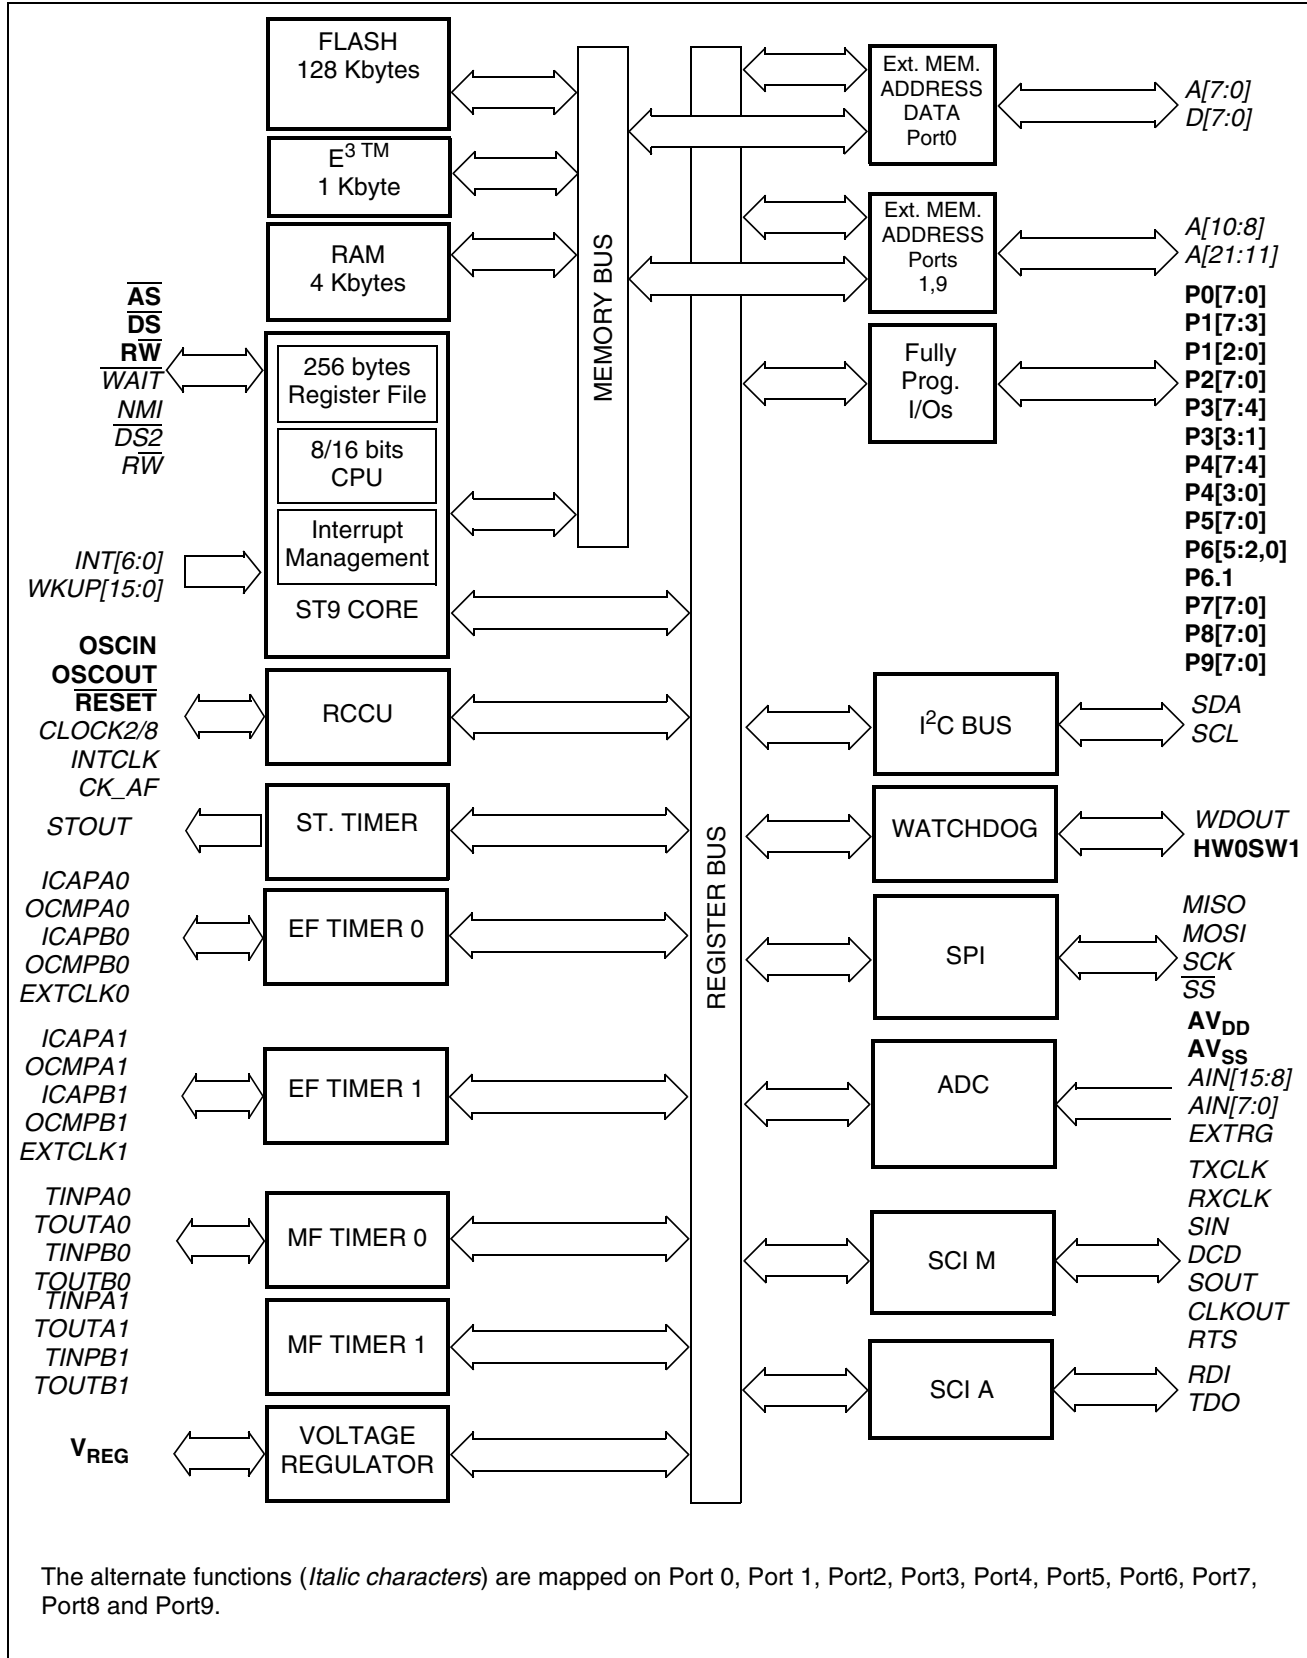 FLASH
128 Kbytes
E3 TM
1 Kbyte
RAM
4 Kbytes
AS
DS
RW
WAIT
NMI
DS2
RW
256 bytes
Register File
8/16 bits
CPU
Interrupt
Management
ST9 CORE
INT[6:0]
WKUP[15:0]
OSCIN
OSCOUT
RESET
CLOCK2/8
INTCLK
CK_AF
RCCU
STOUT
ST. TIMER
ICAPA0
OCMPA0
ICAPB0
OCMPB0
EXTCLK0
EF TIMER 0
ICAPA1
OCMPA1
ICAPB1
OCMPB1
EXTCLK1
EF TIMER 1
TINPA0
TOUTA0
TINPB0
TOUTB0
MF TIMER 0
TINPA1
TOUTA1
TINPB1
TOUTB1
MF TIMER 1
VREG
VOLTAGE
REGULATOR
MEMORY BUS
REGISTER BUS
Ext. MEM.
ADDRESS
DATA
Port0
A[7:0]
D[7:0]
Ext. MEM.
ADDRESS
Ports
1,9
A[10:8]
A[21:11]
Fully
Prog.
I/Os
P0[7:0]
P1[7:3]
P1[2:0]
P2[7:0]
P3[7:4]
P3[3:1]
P4[7:4]
P4[3:0]
P5[7:0]
P6[5:2,0]
P6.1
P7[7:0]
P8[7:0]
P9[7:0]
I2C BUS
SDA
SCL
WATCHDOG
WDOUT
HW0SW1
SPI
MISO
MOSI
SCK
SS
ADC
AVDD
AVSS
AIN[15:8]
AIN[7:0]
EXTRG
SCI M
TXCLK
RXCLK
SIN
DCD
SOUT
CLKOUT
RTS
SCI A
RDI
TDO
The alternate functions (Italic characters) are mapped on Port 0, Port 1, Port2, Port3, Port4, Port5, Port6, Port7,
Port8 and Port9.